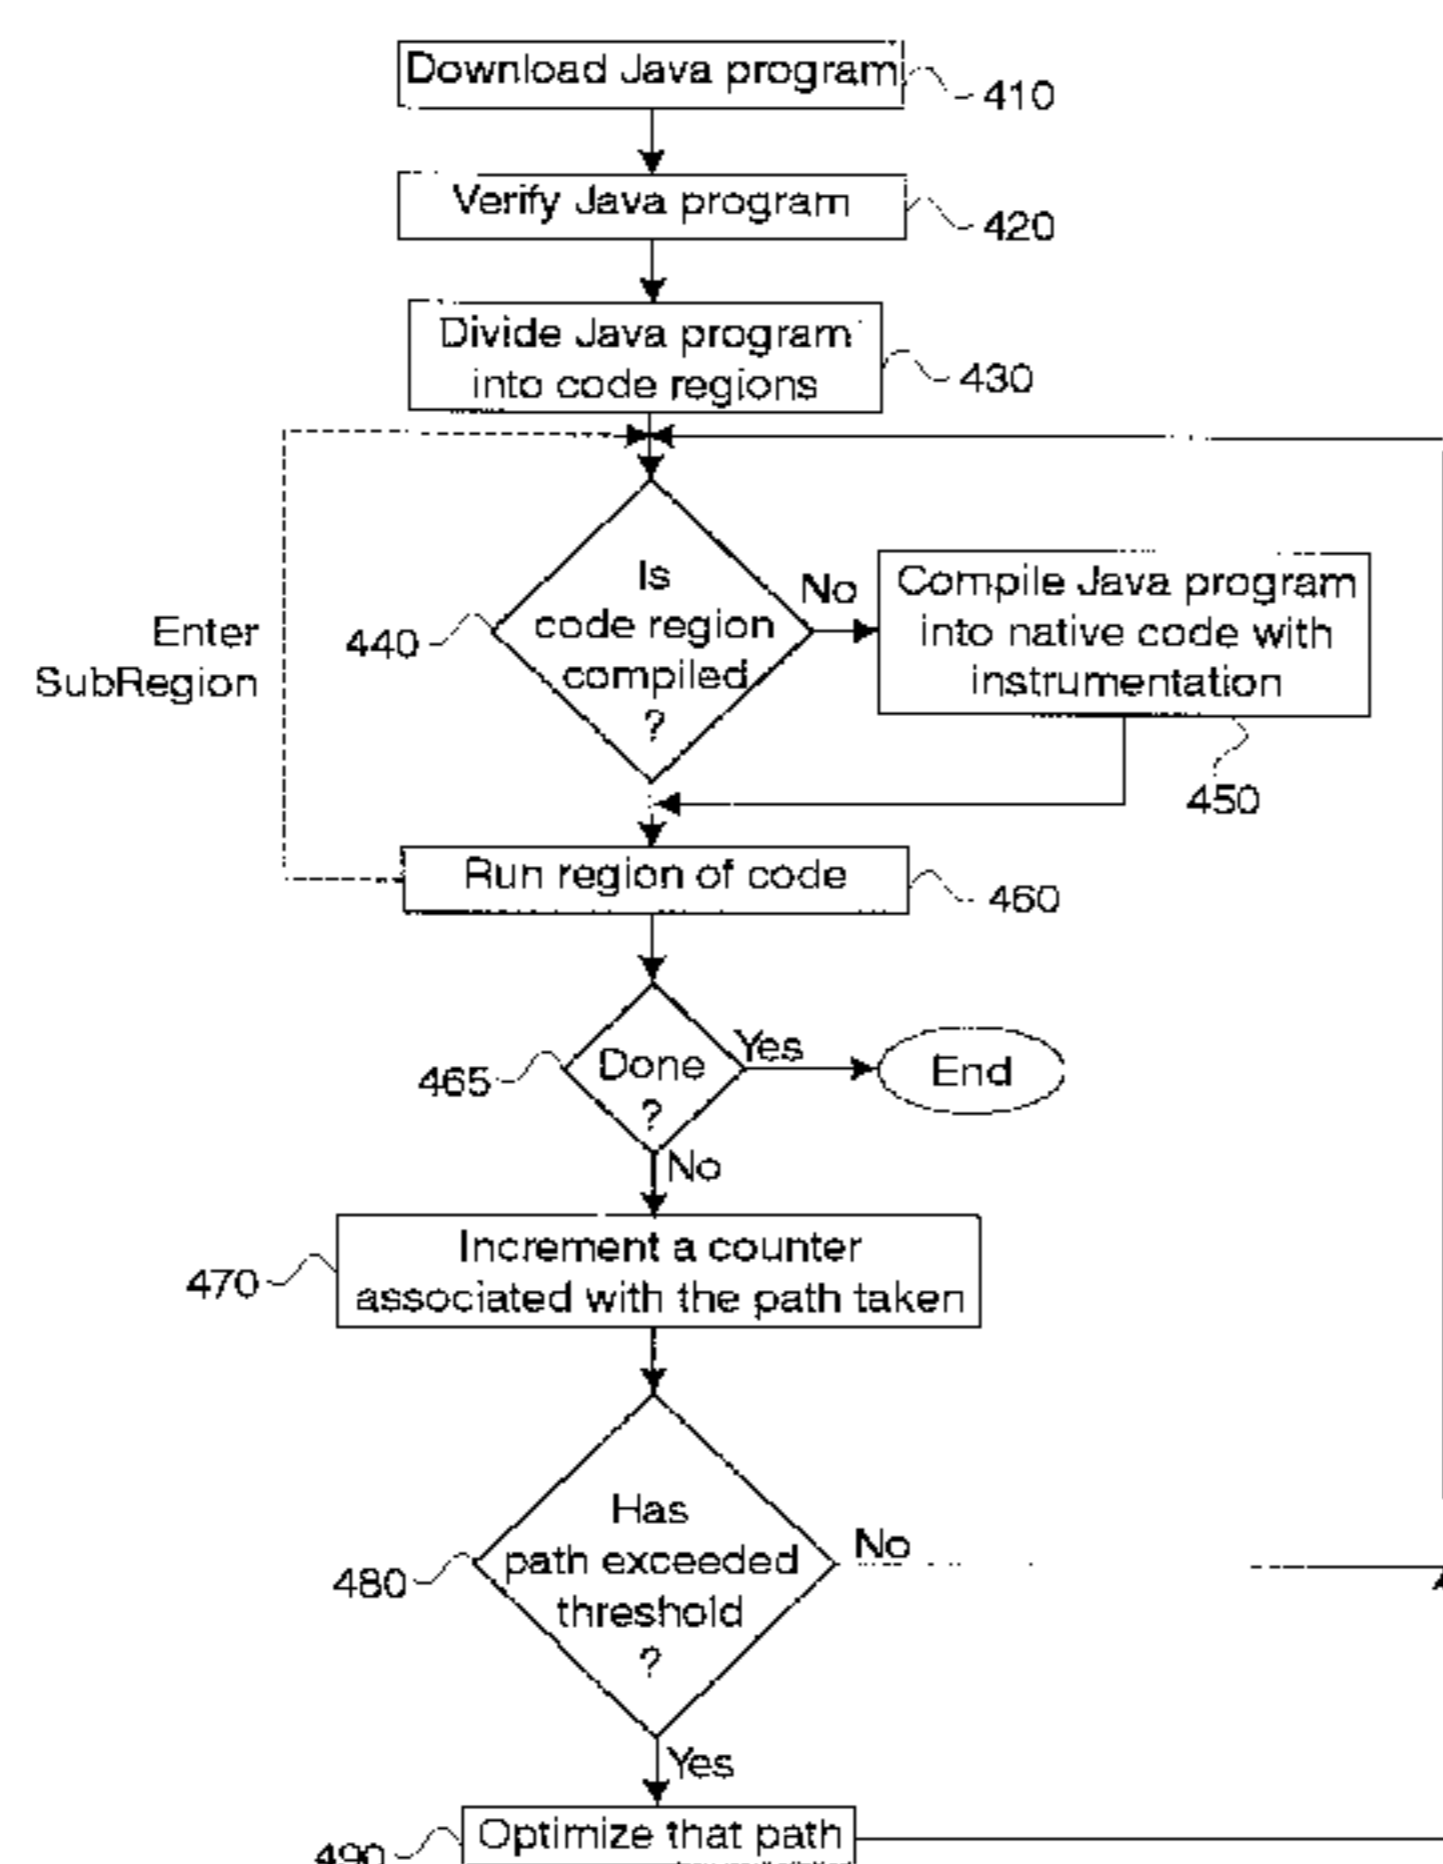 Download Java program
410
Verify Java program
420
Divide Java program
into code regions
430
Is
code region
compiled
?
440
No
Compile Java program
into native code with
instrumentation
450
Enter
SubRegion
Run region of code
460
Done
?
465
Yes
End
No
Increment a counter
associated with the path taken
470
Has
path exceeded
threshold
?
480
No
Yes
Optimize that path
490